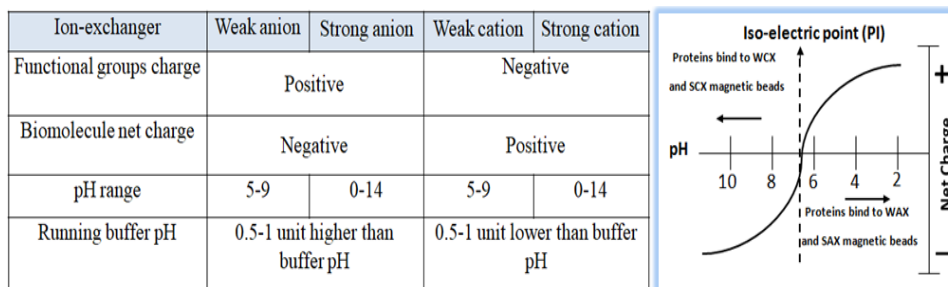 Ion-exchanger Weak anion Strong anion Weak cation Strong cation
Functional groups charge Positive Negative
Biomolecule net charge Negative Positive
pH range 5-9 0-14 5-9 0-14
Running buffer pH 0.5-1 unit higher than buffer pH 0.5-1 unit lower than buffer pH
Iso-electric point (PI)
Proteins bind to WCX
and SCX magnetic beads
pH
10 8 6 4 2
Proteins bind to WAX
and SAX magnetic beads
+
Net Charge
–